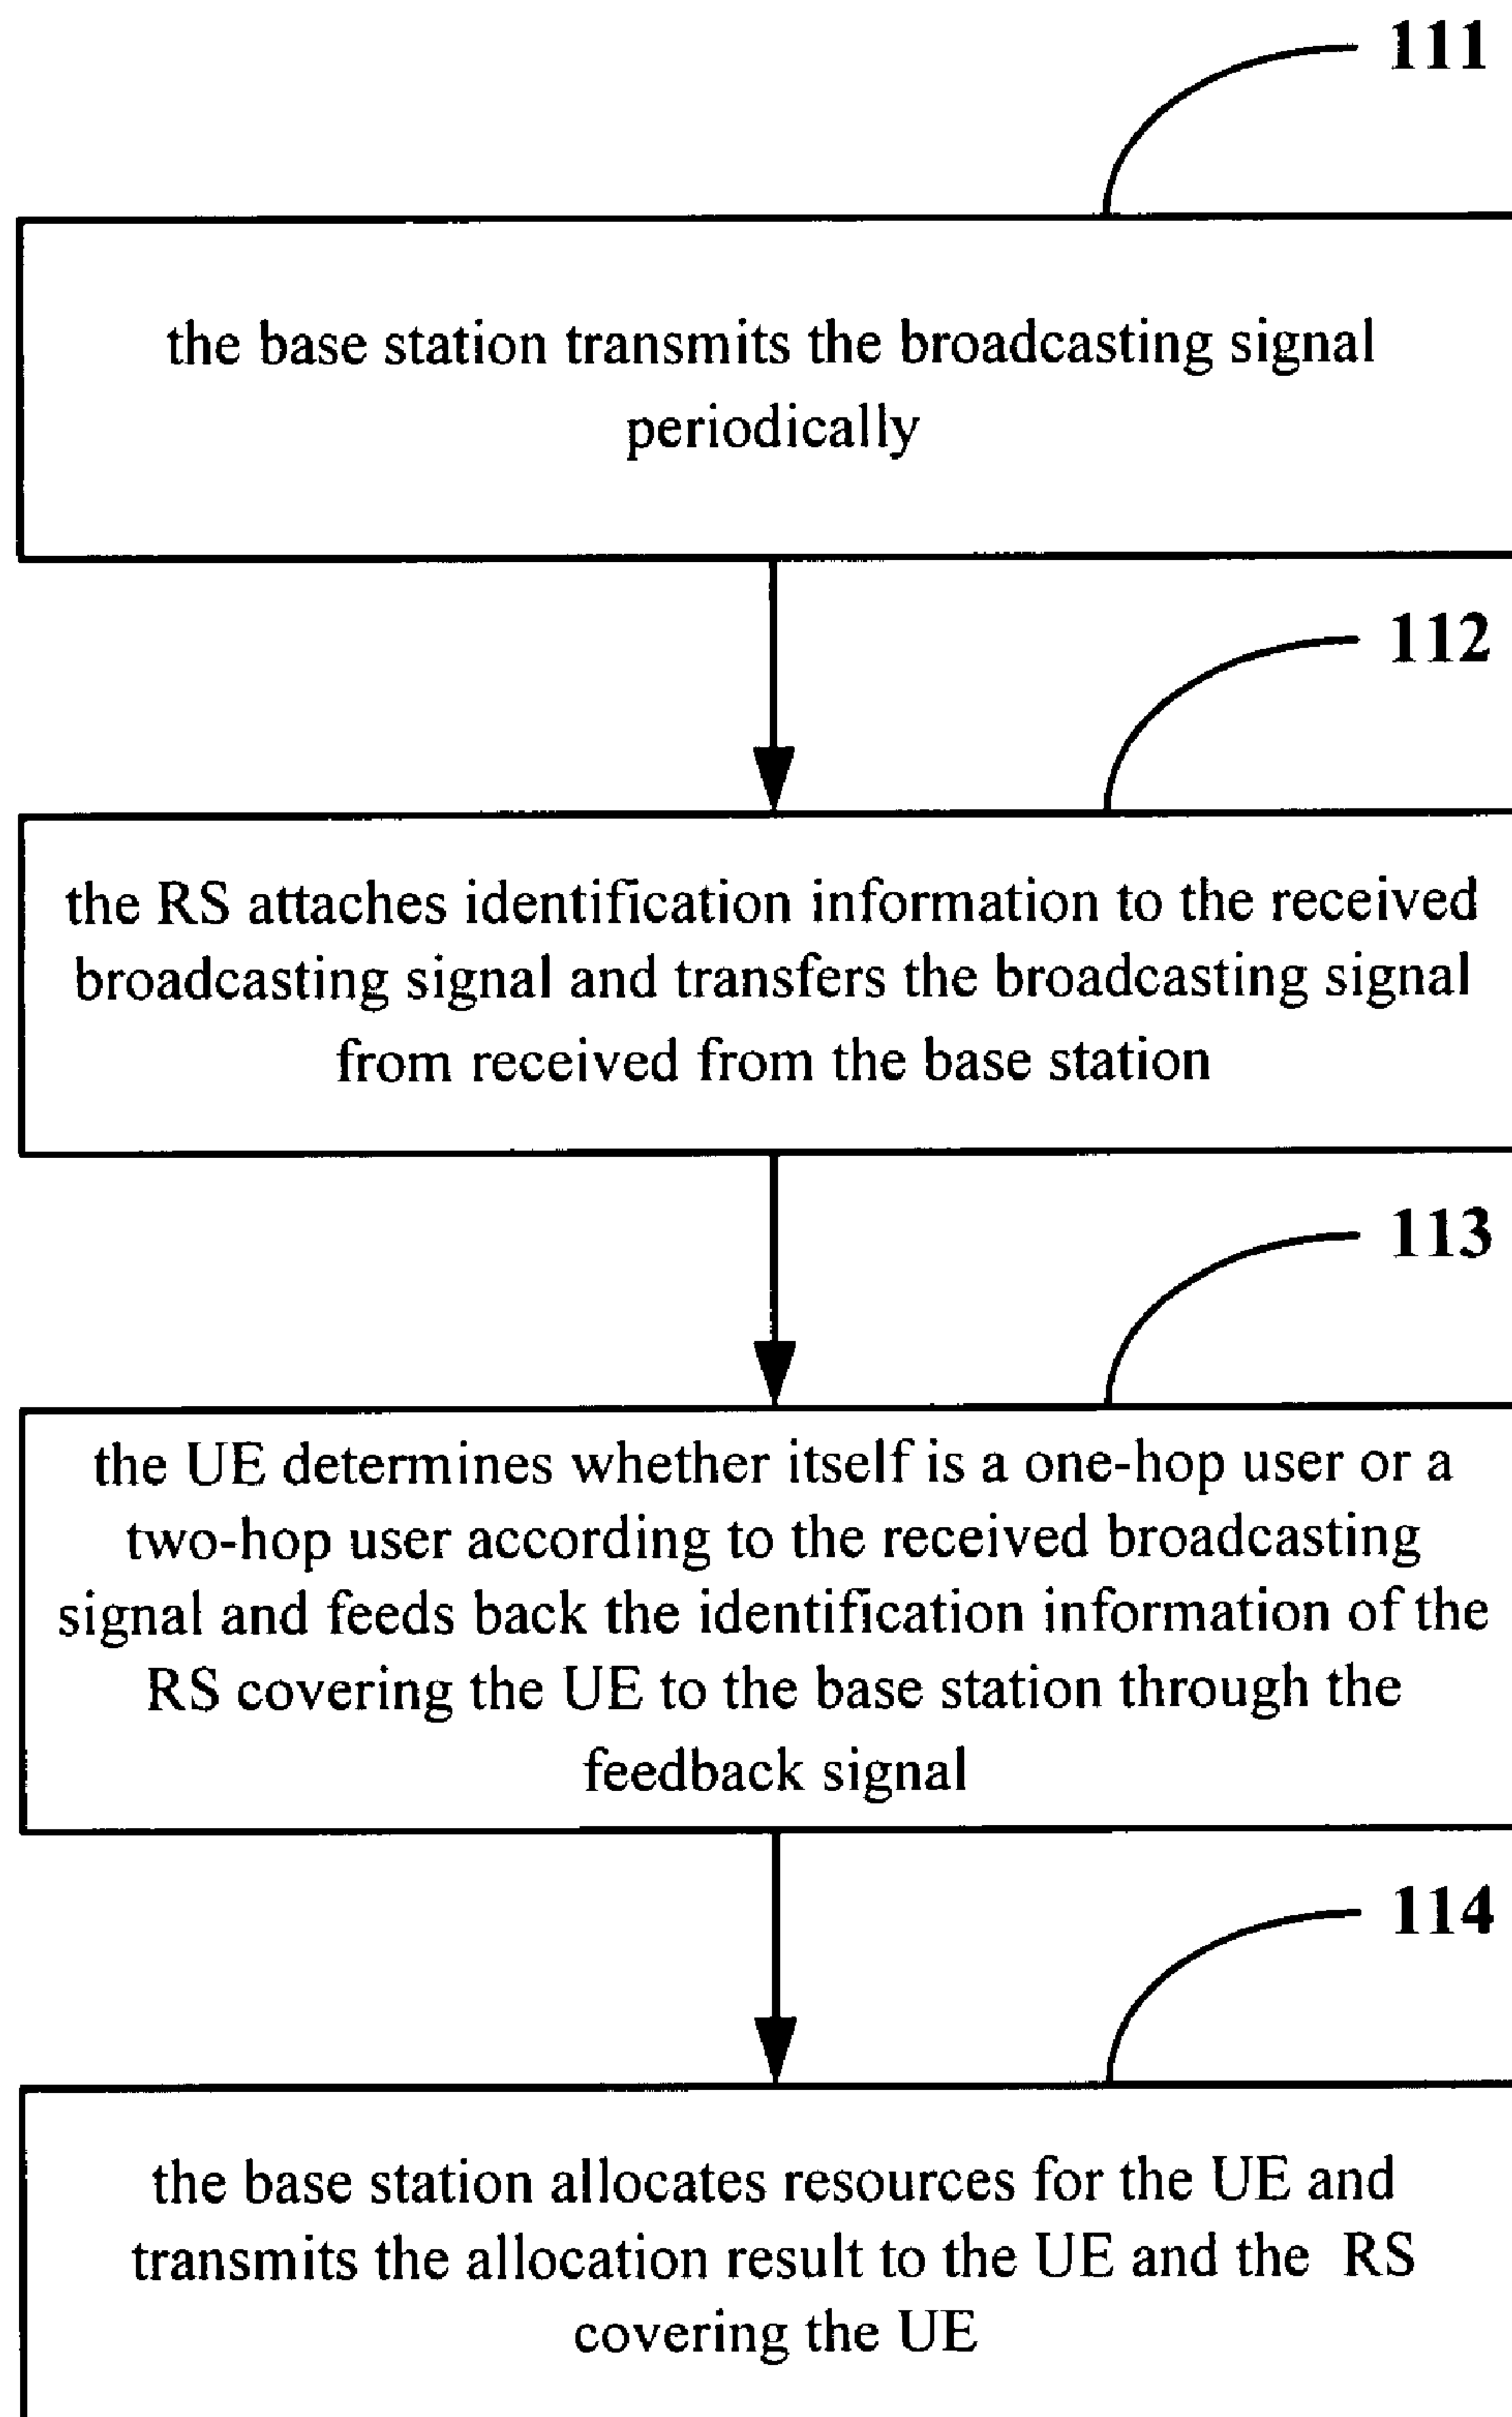 111
the base station transmits the broadcasting signal
periodically
112
the RS attaches identification information to the received
broadcasting signal and transfers the broadcasting signal
from received from the base station
113
the UE determines whether itself is a one-hop user or a
two-hop user according to the received broadcasting
signal and feeds back the identification information of the
RS covering the UE to the base station through the
feedback signal
114
the base station allocates resources for the UE and
transmits the allocation result to the UE and the RS
covering the UE